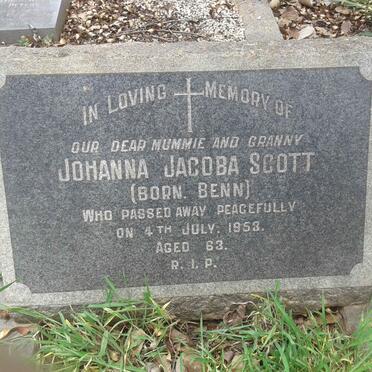 IN LOVING MEMORY OF
OUR DEAR MUMMIE AND GRANNY
JOHANNA JACOBA SCOTT
(BORN. BENN)
WHO PASSED AWAY PEACEFULLY
ON 4TH JULY, 1953.
AGED 63.
R. I. P.